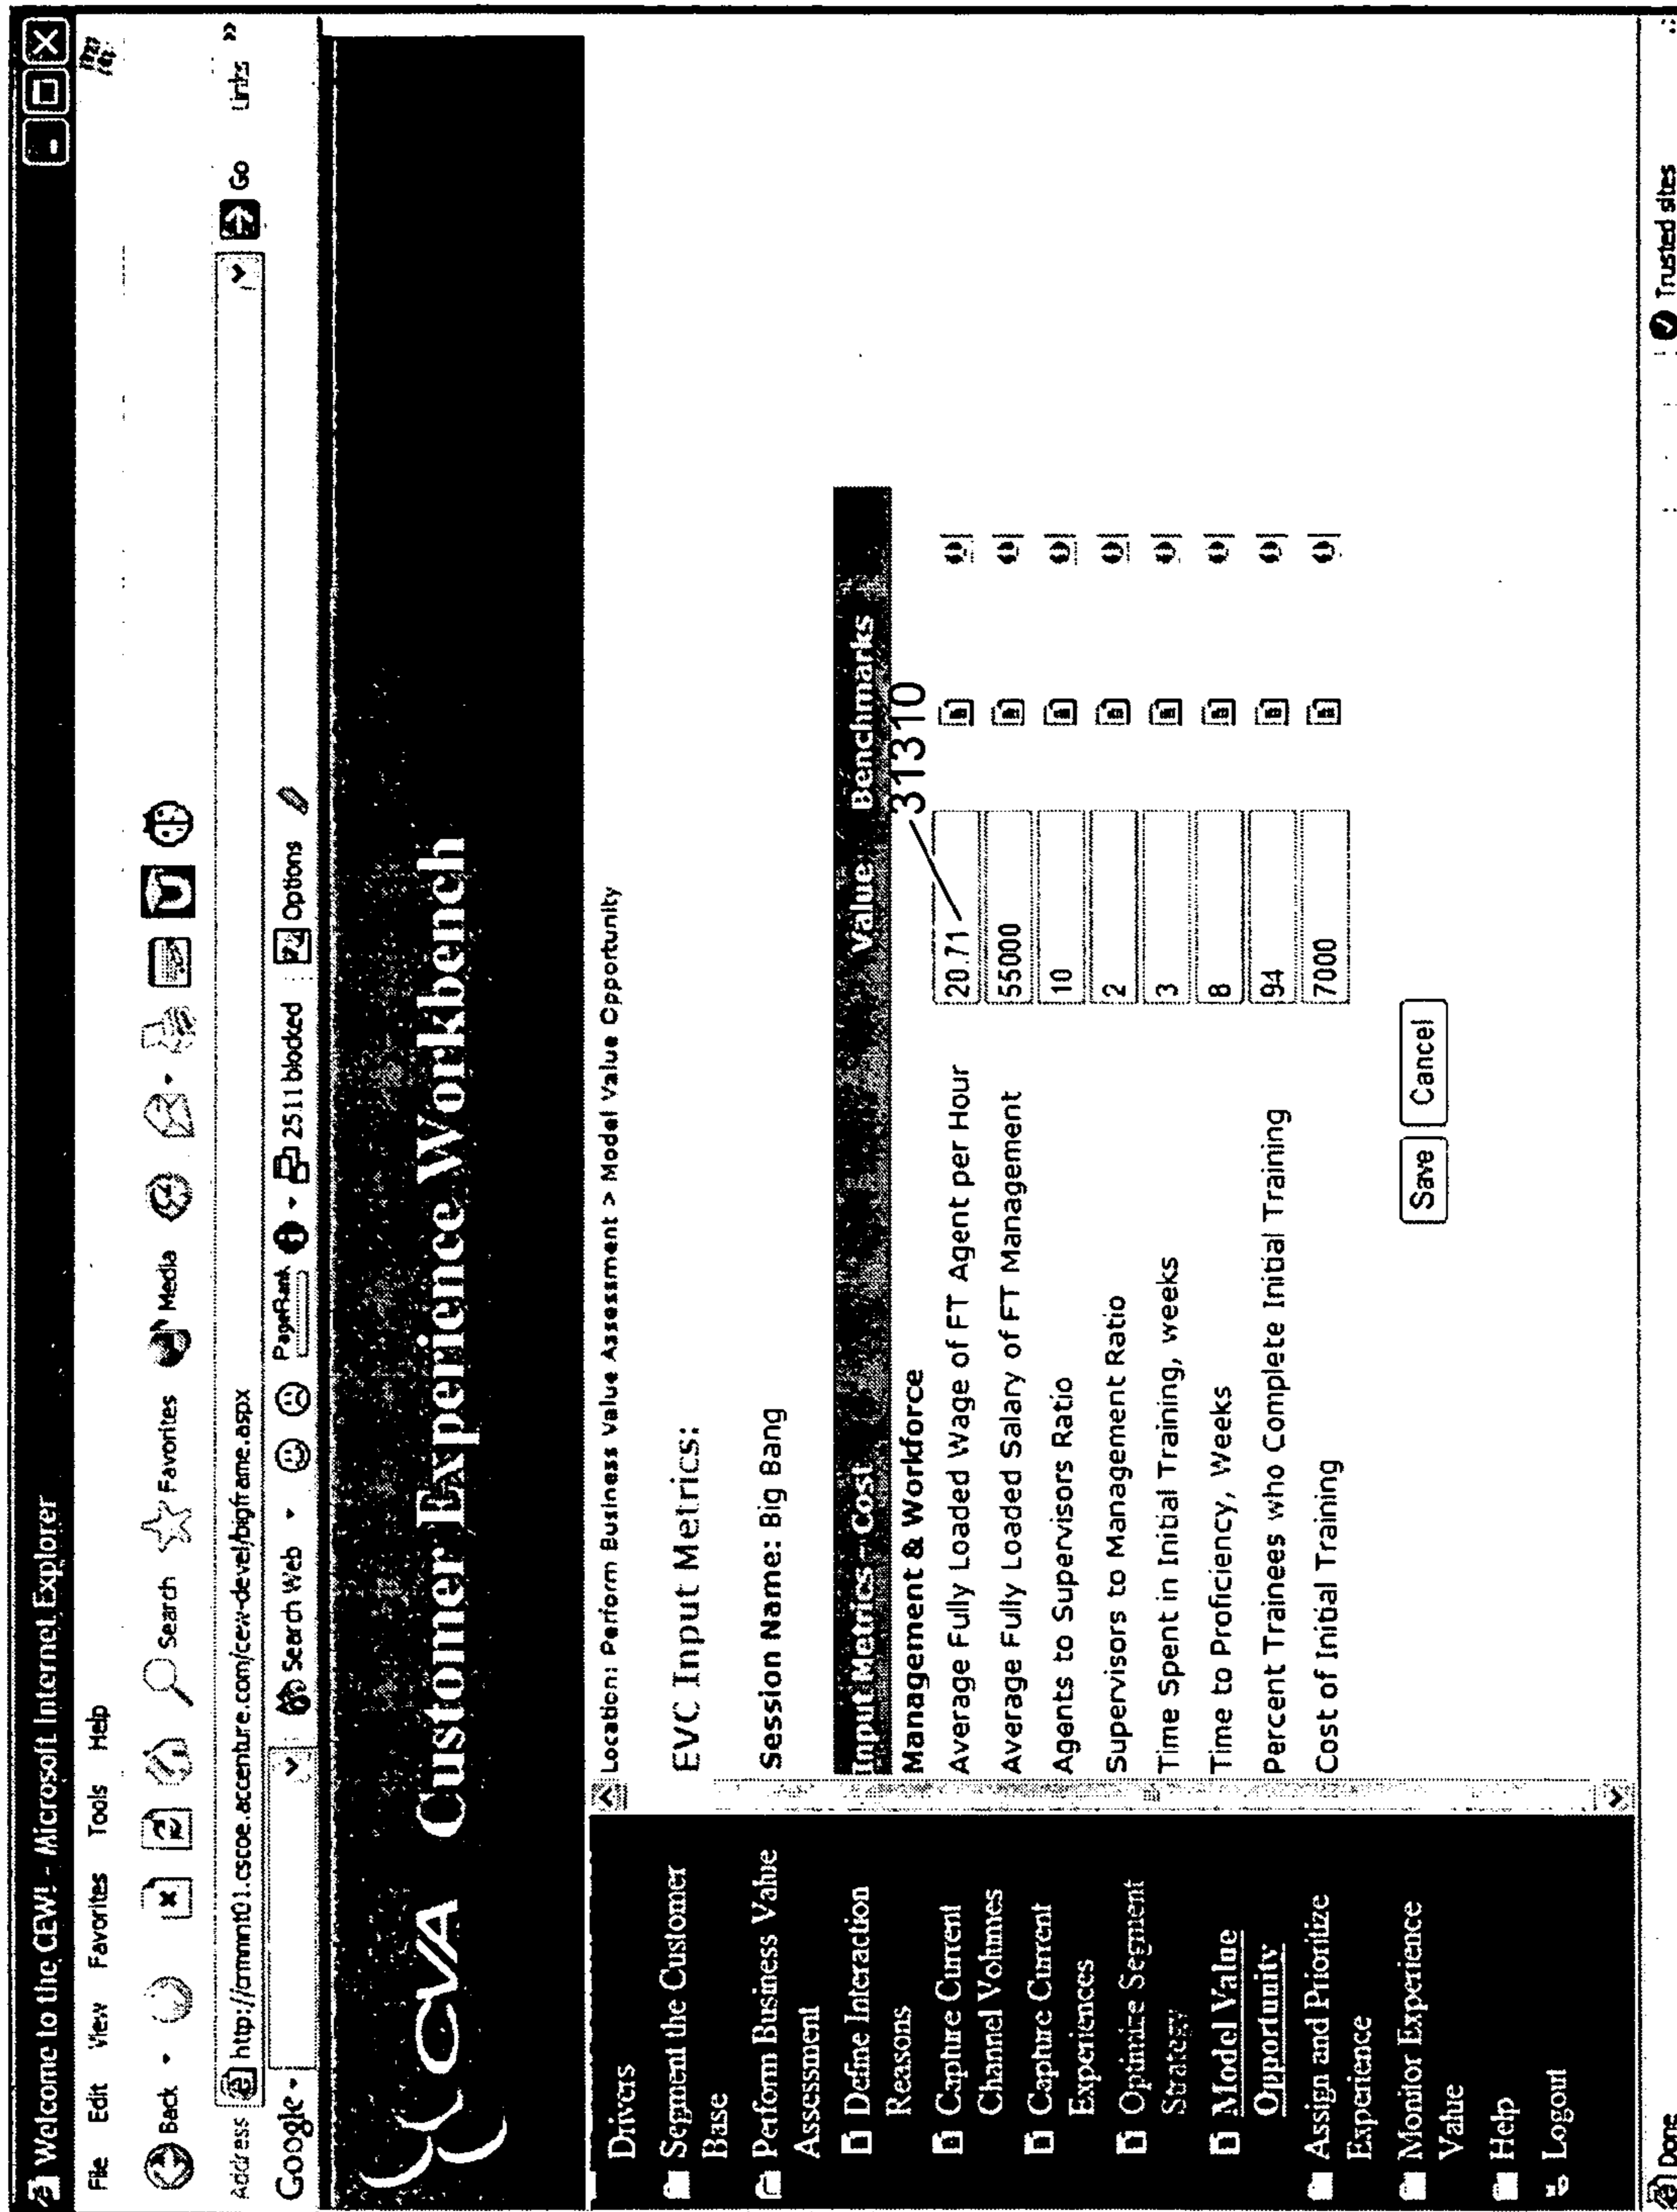 Welcome to the CEW! - Microsoft Internet Explorer
File Edit View Favorites Tools Help
Back Search Favorites Media
Address http://crmnt01.cscoe.accenture.com/cew-devel/bigframe.aspx Go Links »
Google Search Web PageRank 2511 blocked Options
CVA Customer Experience Workbench
Drivers
Segment the Customer
Base
Perform Business Value
Assessment
Define Interaction
Reasons
Capture Current
Channel Volumes
Capture Current
Experiences
Optimize Segment
Strategy
Model Value
Opportunity
Assign and Prioritize
Experience
Monitor Experience
Value
Help
Logout
Location: Perform Business Value Assessment > Model Value Opportunity
EVC Input Metrics:
Session Name: Big Bang
Input Metrics - Cost Value Benchmarks
31310
Management & Workforce
Average Fully Loaded Wage of FT Agent per Hour 20.71
Average Fully Loaded Salary of FT Management 55000
Agents to Supervisors Ratio 10
Supervisors to Management Ratio 2
Time Spent in Initial Training, weeks 3
Time to Proficiency, Weeks 8
Percent Trainees who Complete Initial Training 94
Cost of Initial Training 7000
Save Cancel
Done Trusted sites